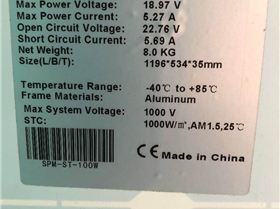 Max Power Voltage: 18.97 V
Max Power Current: 5.27 A
Open Circuit Voltage: 22.76 V
Short Circuit Current: 5.69 A
Net Weight: 8.0 KG
Size(L/B/T): 1196*534*35mm
Temperature Range: -40℃ to +85℃
Frame Materials: Aluminum
Max System Voltage: 1000 V
STC: 1000W/㎡,AM1.5,25℃
SPM-ST-100W
CE Made in China